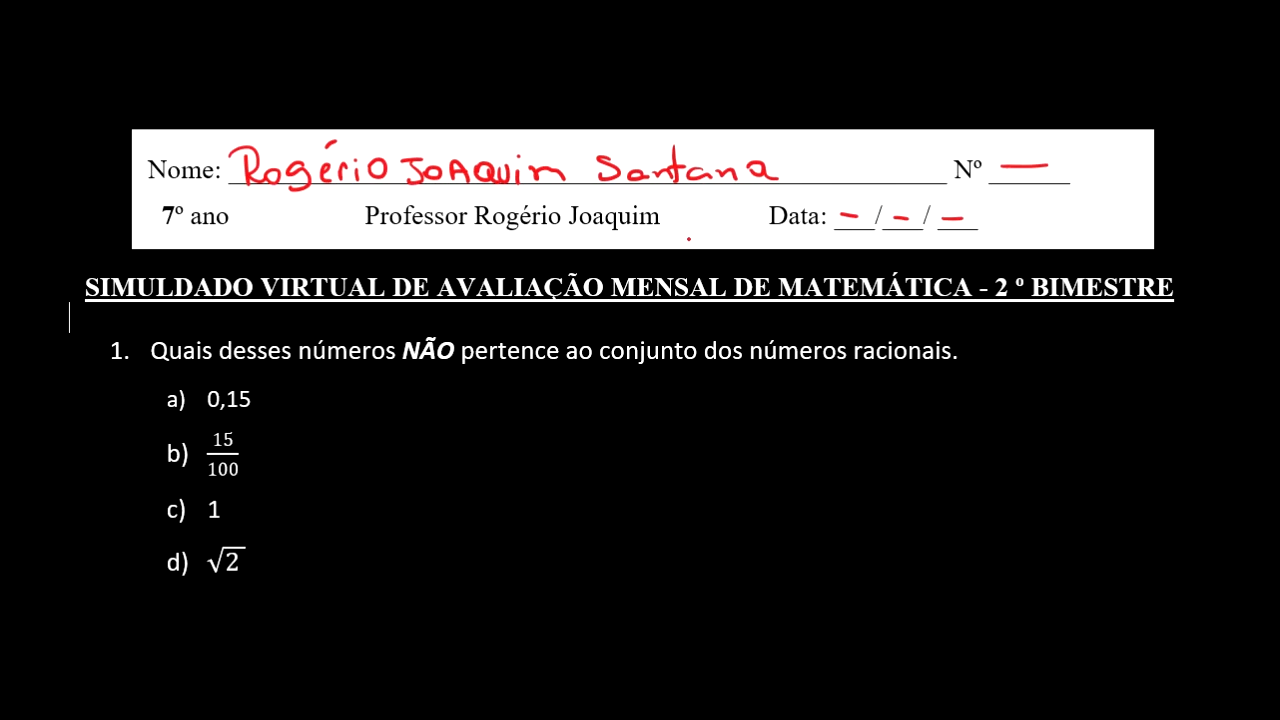 Nome: Rogério JoAquim Santana Nº —
7º ano Professor Rogério Joaquim Data: - / - / -
SIMULDADO VIRTUAL DE AVALIAÇÃO MENSAL DE MATEMÁTICA - 2 º BIMESTRE
1. Quais desses números NÃO pertence ao conjunto dos números racionais.
a) 0,15
b) 15/100
c) 1
d) √2